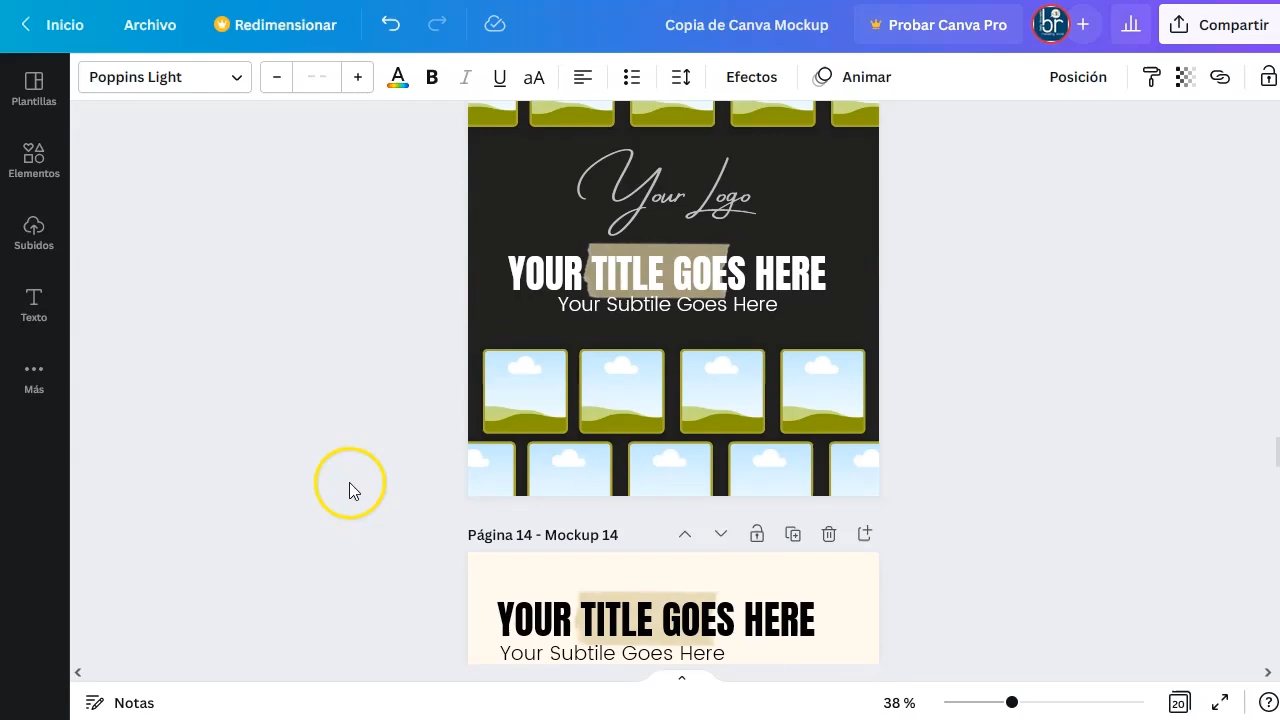 Inicio
Archivo
Redimensionar
Copia de Canva Mockup
Probar Canva Pro
Compartir
Plantillas
Elementos
Subidos
Texto
Más
Poppins Light
– –
+
A
B
I
U
aA
Efectos
Animar
Posición
Your Logo
YOUR TITLE GOES HERE
Your Subtile Goes Here
Página 14 - Mockup 14
YOUR TITLE GOES HERE
Your Subtile Goes Here
Notas
38 %
20